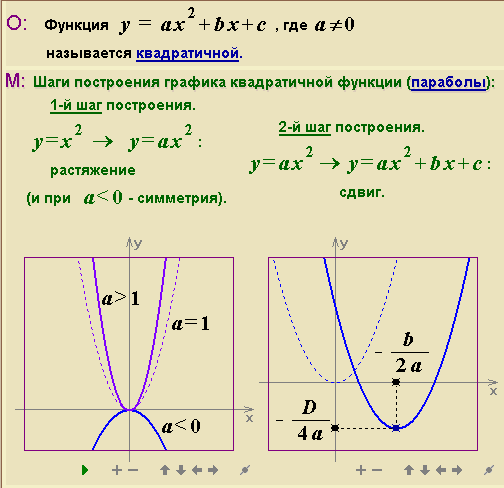 О: Функция y = ax² + bx + c , где a ≠ 0
называется квадратичной.
М: Шаги построения графика квадратичной функции (параболы):
1-й шаг построения.
y = x² → y = ax² :
растяжение
(и при a < 0 - симметрия).
2-й шаг построения.
y = ax² → y = ax² + bx + c :
сдвиг.
y
a > 1
a = 1
a < 0
x
y
- b / 2a
- D / 4a
x